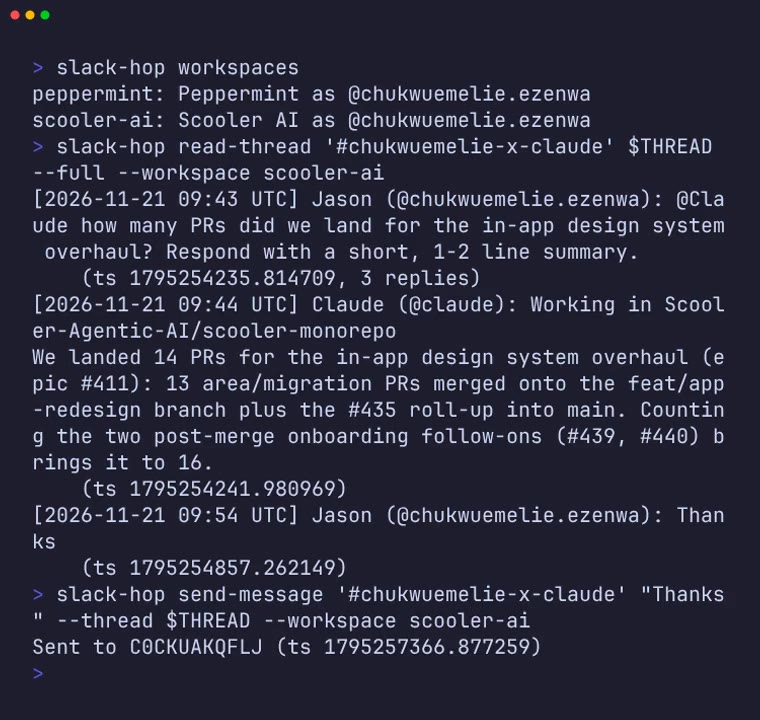 > slack-hop workspaces
peppermint: Peppermint as @chukwuemelie.ezenwa
scooler-ai: Scooler AI as @chukwuemelie.ezenwa
> slack-hop read-thread '#chukwuemelie-x-claude' $THREAD
--full --workspace scooler-ai
[2026-11-21 09:43 UTC] Jason (@chukwuemelie.ezenwa): @Cla
ude how many PRs did we land for the in-app design system
 overhaul? Respond with a short, 1-2 line summary.
    (ts 1795254235.814709, 3 replies)
[2026-11-21 09:44 UTC] Claude (@claude): Working in Scool
er-Agentic-AI/scooler-monorepo
We landed 14 PRs for the in-app design system overhaul (e
pic #411): 13 area/migration PRs merged onto the feat/app
-redesign branch plus the #435 roll-up into main. Countin
g the two post-merge onboarding follow-ons (#439, #440) b
rings it to 16.
    (ts 1795254241.980969)
[2026-11-21 09:54 UTC] Jason (@chukwuemelie.ezenwa): Than
ks
    (ts 1795254857.262149)
> slack-hop send-message '#chukwuemelie-x-claude' "Thanks
" --thread $THREAD --workspace scooler-ai
Sent to C0CKUAKQFLJ (ts 1795257366.877259)
>